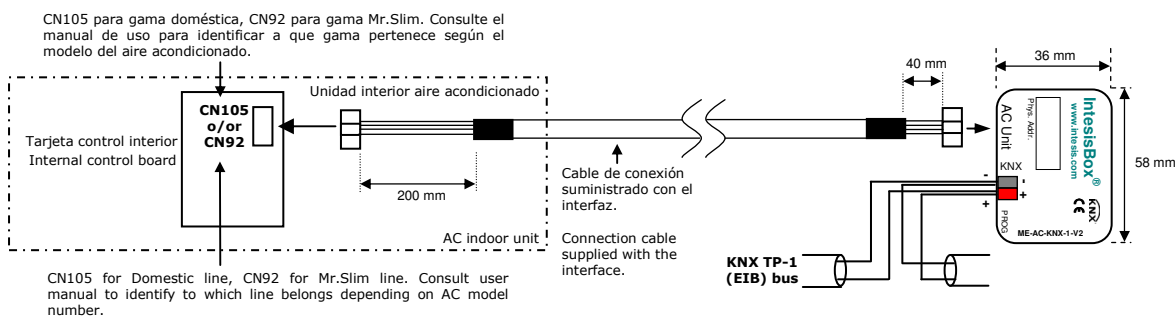 CN105 para gama doméstica, CN92 para gama Mr.Slim. Consulte el
manual de uso para identificar a que gama pertenece según el
modelo del aire acondicionado.
36 mm
40 mm
Unidad interior aire acondicionado
CN105
o/or
CN92
Tarjeta control interior
Internal control board
200 mm
AC indoor unit
Cable de conexión
suministrado con el
interfaz.
Connection cable
supplied with the
interface.
IntesisBox®
www.intesis.com
Phys. Addr.
AC Unit
KNX
-
-
+
+
PROG
CE
KNX
ME-AC-KNX-1-V2
58 mm
KNX TP-1
(EIB) bus
CN105 for Domestic line, CN92 for Mr.Slim line. Consult user
manual to identify to which line belongs depending on AC model
number.